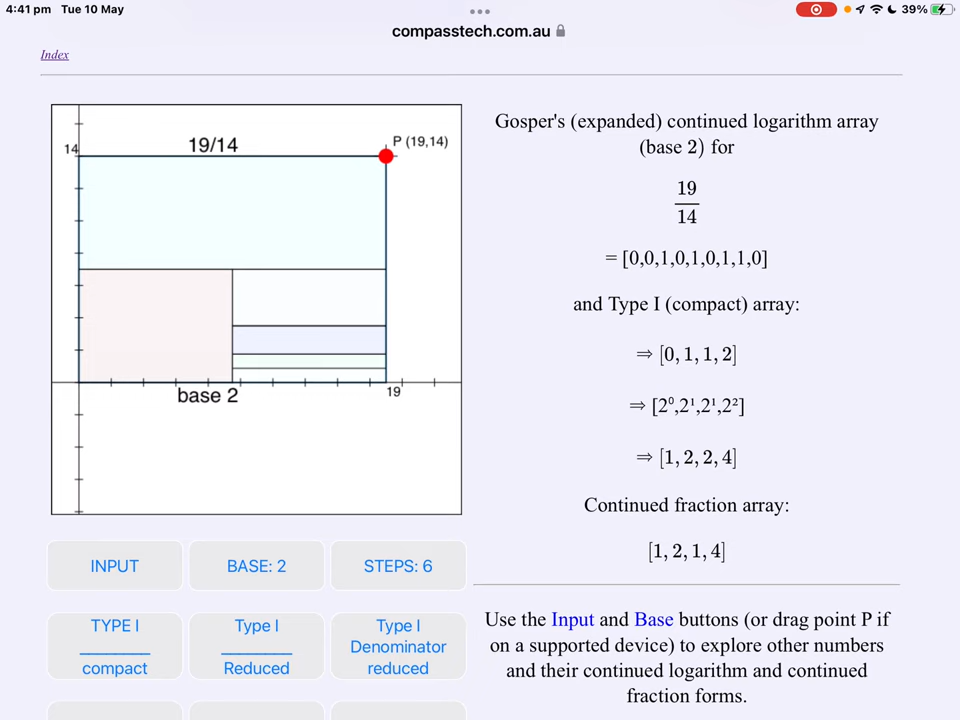 4:41 pm Tue 10 May
39%
compasstech.com.au
Index
14
19/14
P (19,14)
base 2
19
Gosper's (expanded) continued logarithm array
(base 2) for
19
14
= [0,0,1,0,1,0,1,1,0]
and Type I (compact) array:
⇒ [0, 1, 1, 2]
⇒ [2⁰,2¹,2¹,2²]
⇒ [1, 2, 2, 4]
Continued fraction array:
[1, 2, 1, 4]
INPUT
BASE: 2
STEPS: 6
TYPE I
compact
Type I
Reduced
Type I
Denominator
reduced
Use the Input and Base buttons (or drag point P if
on a supported device) to explore other numbers
and their continued logarithm and continued
fraction forms.